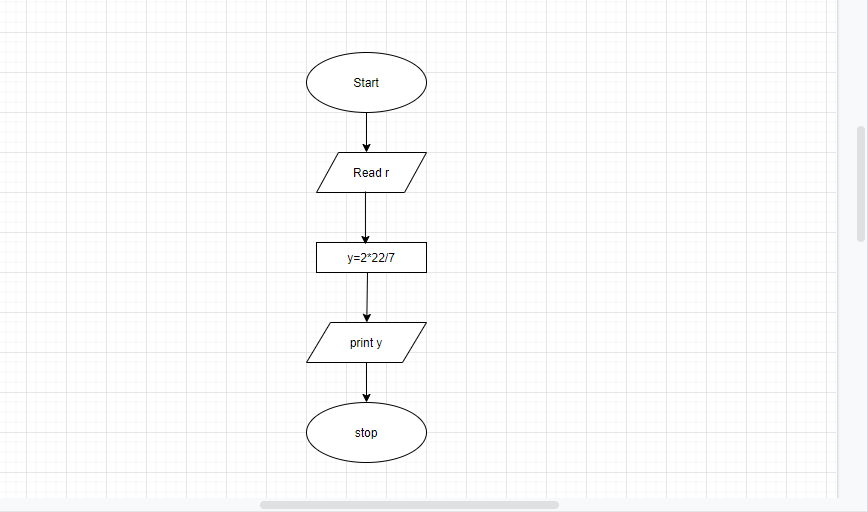 Start
Read r
y=2*22/7
print y
stop